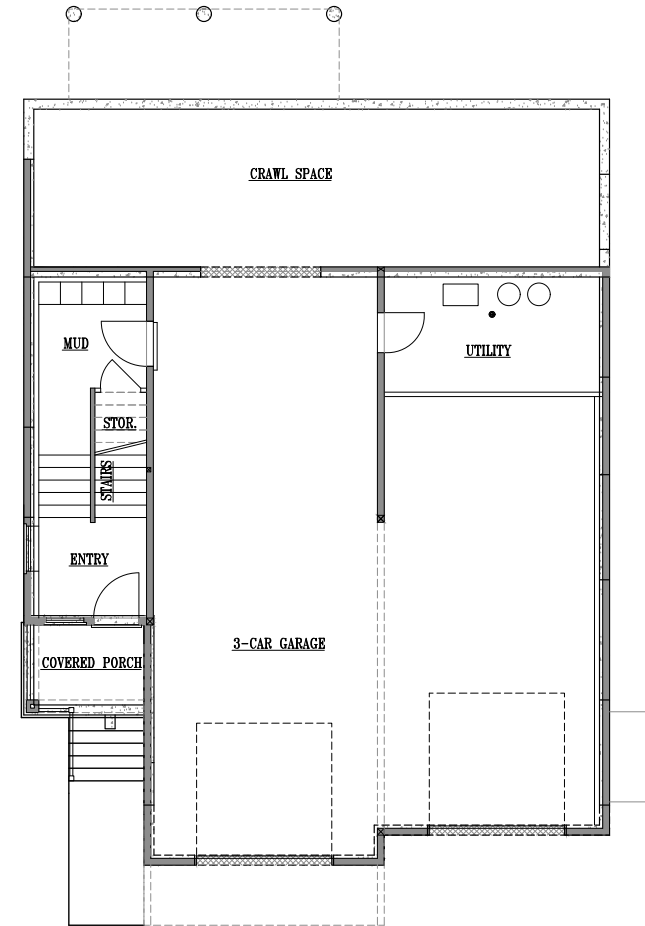 CRAWL SPACE
MUD
UTILITY
STOR.
STAIRS
ENTRY
3-CAR GARAGE
COVERED PORCH